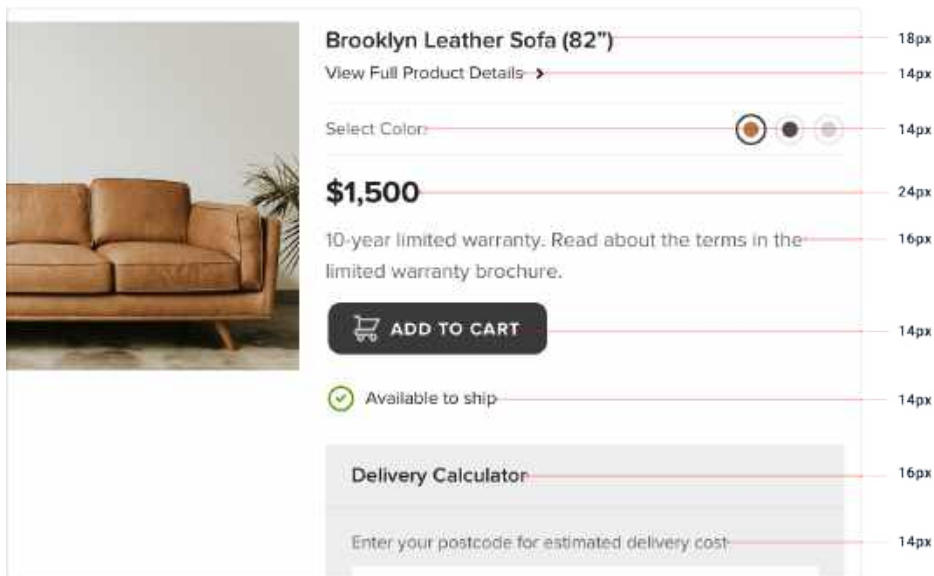 Brooklyn Leather Sofa (82”) 18px
View Full Product Details 14px
Select Color: 14px
$1,500 24px
10-year limited warranty. Read about the terms in the 16px
limited warranty brochure.
ADD TO CART 14px
Available to ship 14px
Delivery Calculator 16px
Enter your postcode for estimated delivery cost 14px